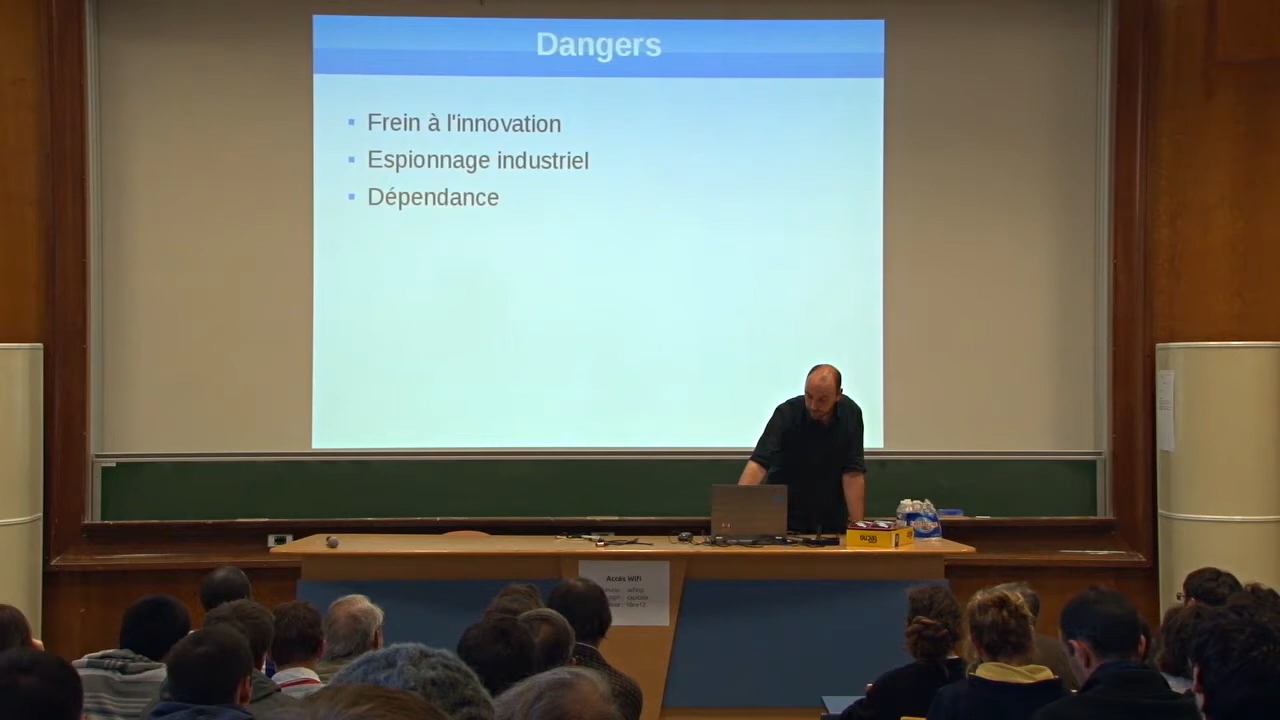 Dangers
Frein à l'innovation
Espionnage industriel
Dépendance
Accès Wifi